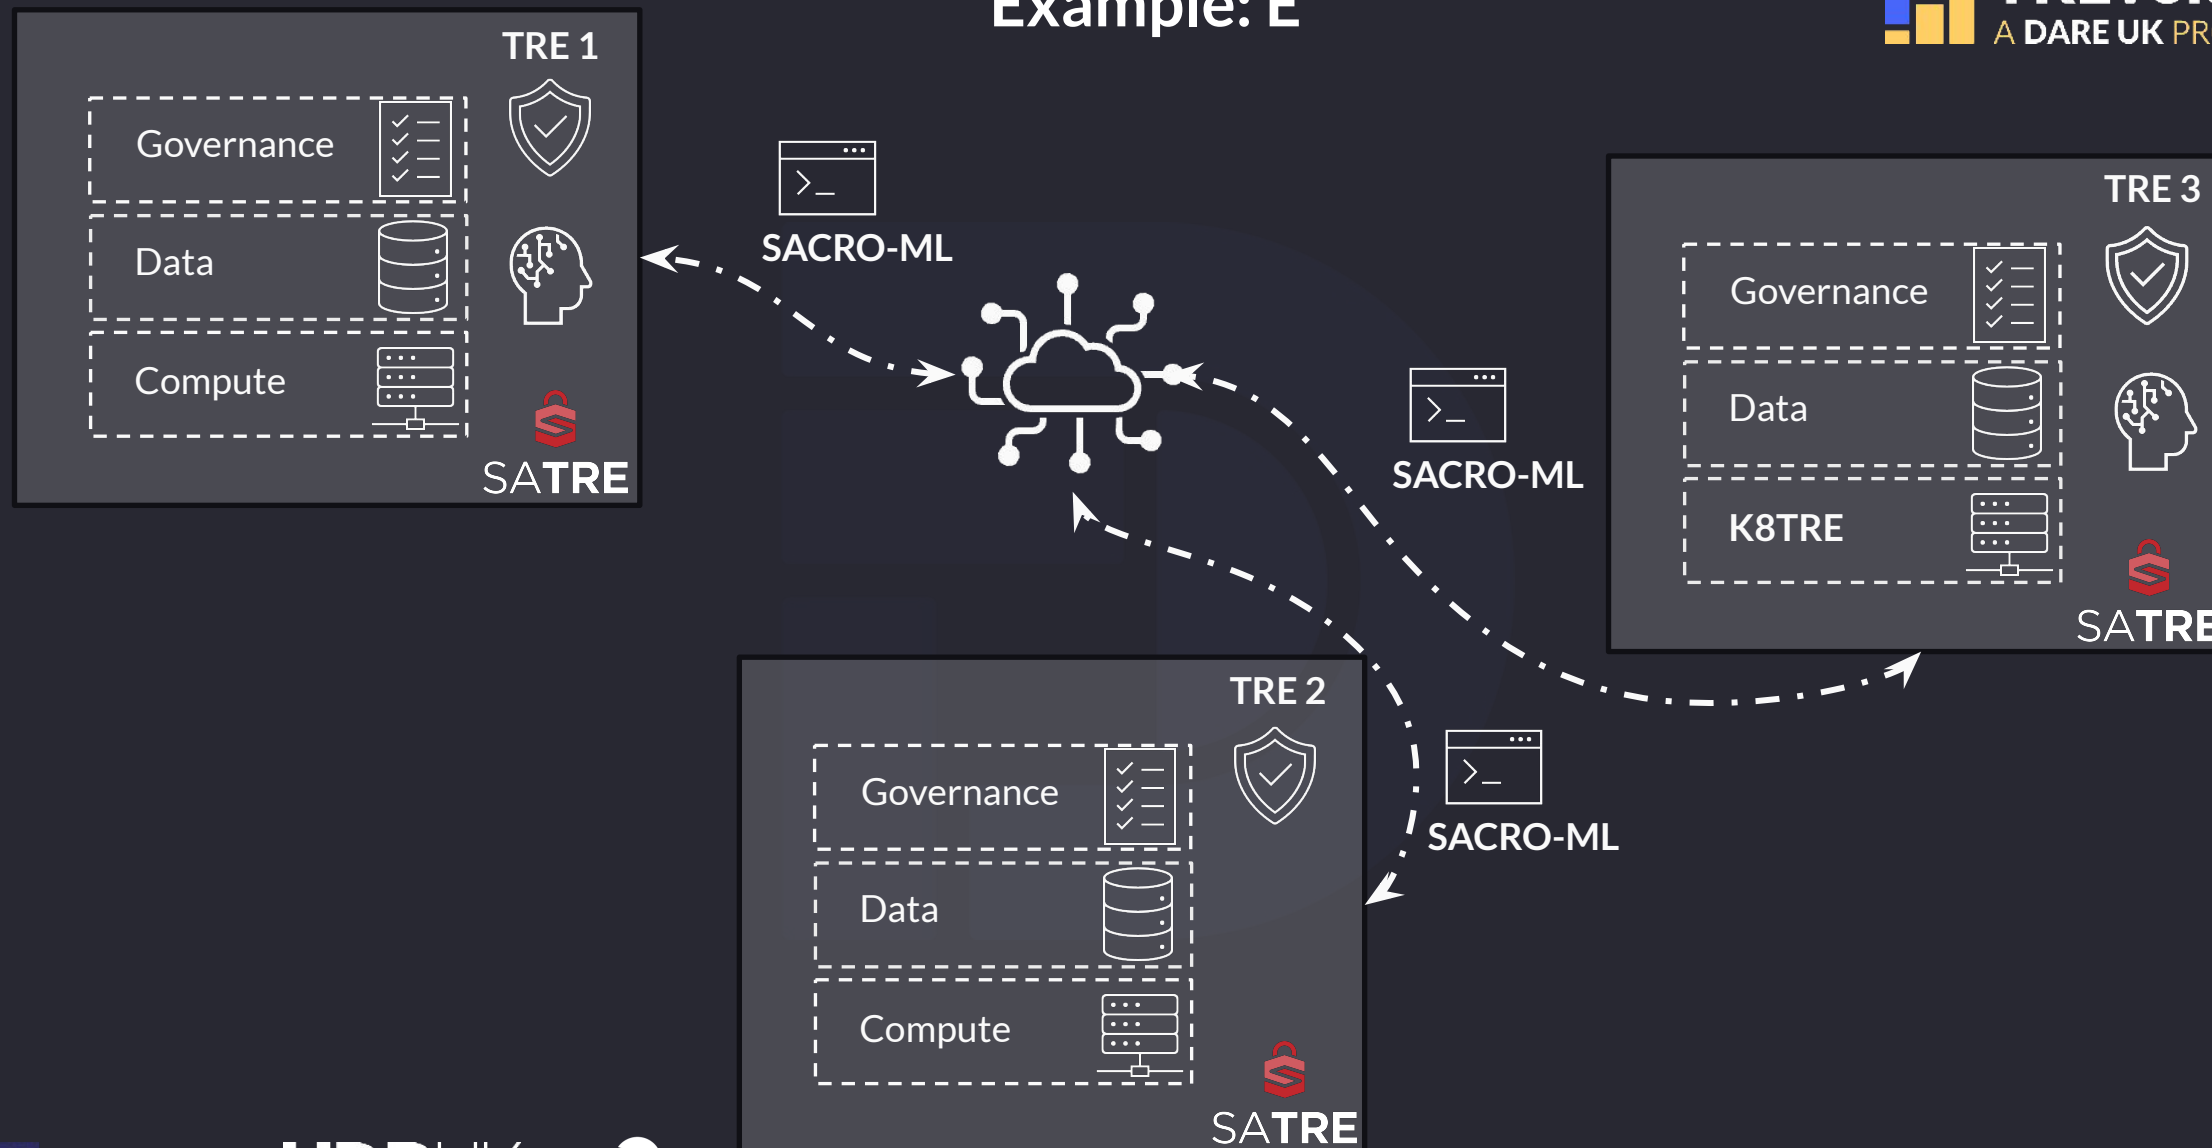 Example: E
A DARE UK PR
TRE 1
Governance
Data
Compute
SATRE
SACRO-ML
SACRO-ML
TRE 3
Governance
Data
K8TRE
SATRE
TRE 2
Governance
Data
Compute
SATRE
SACRO-ML